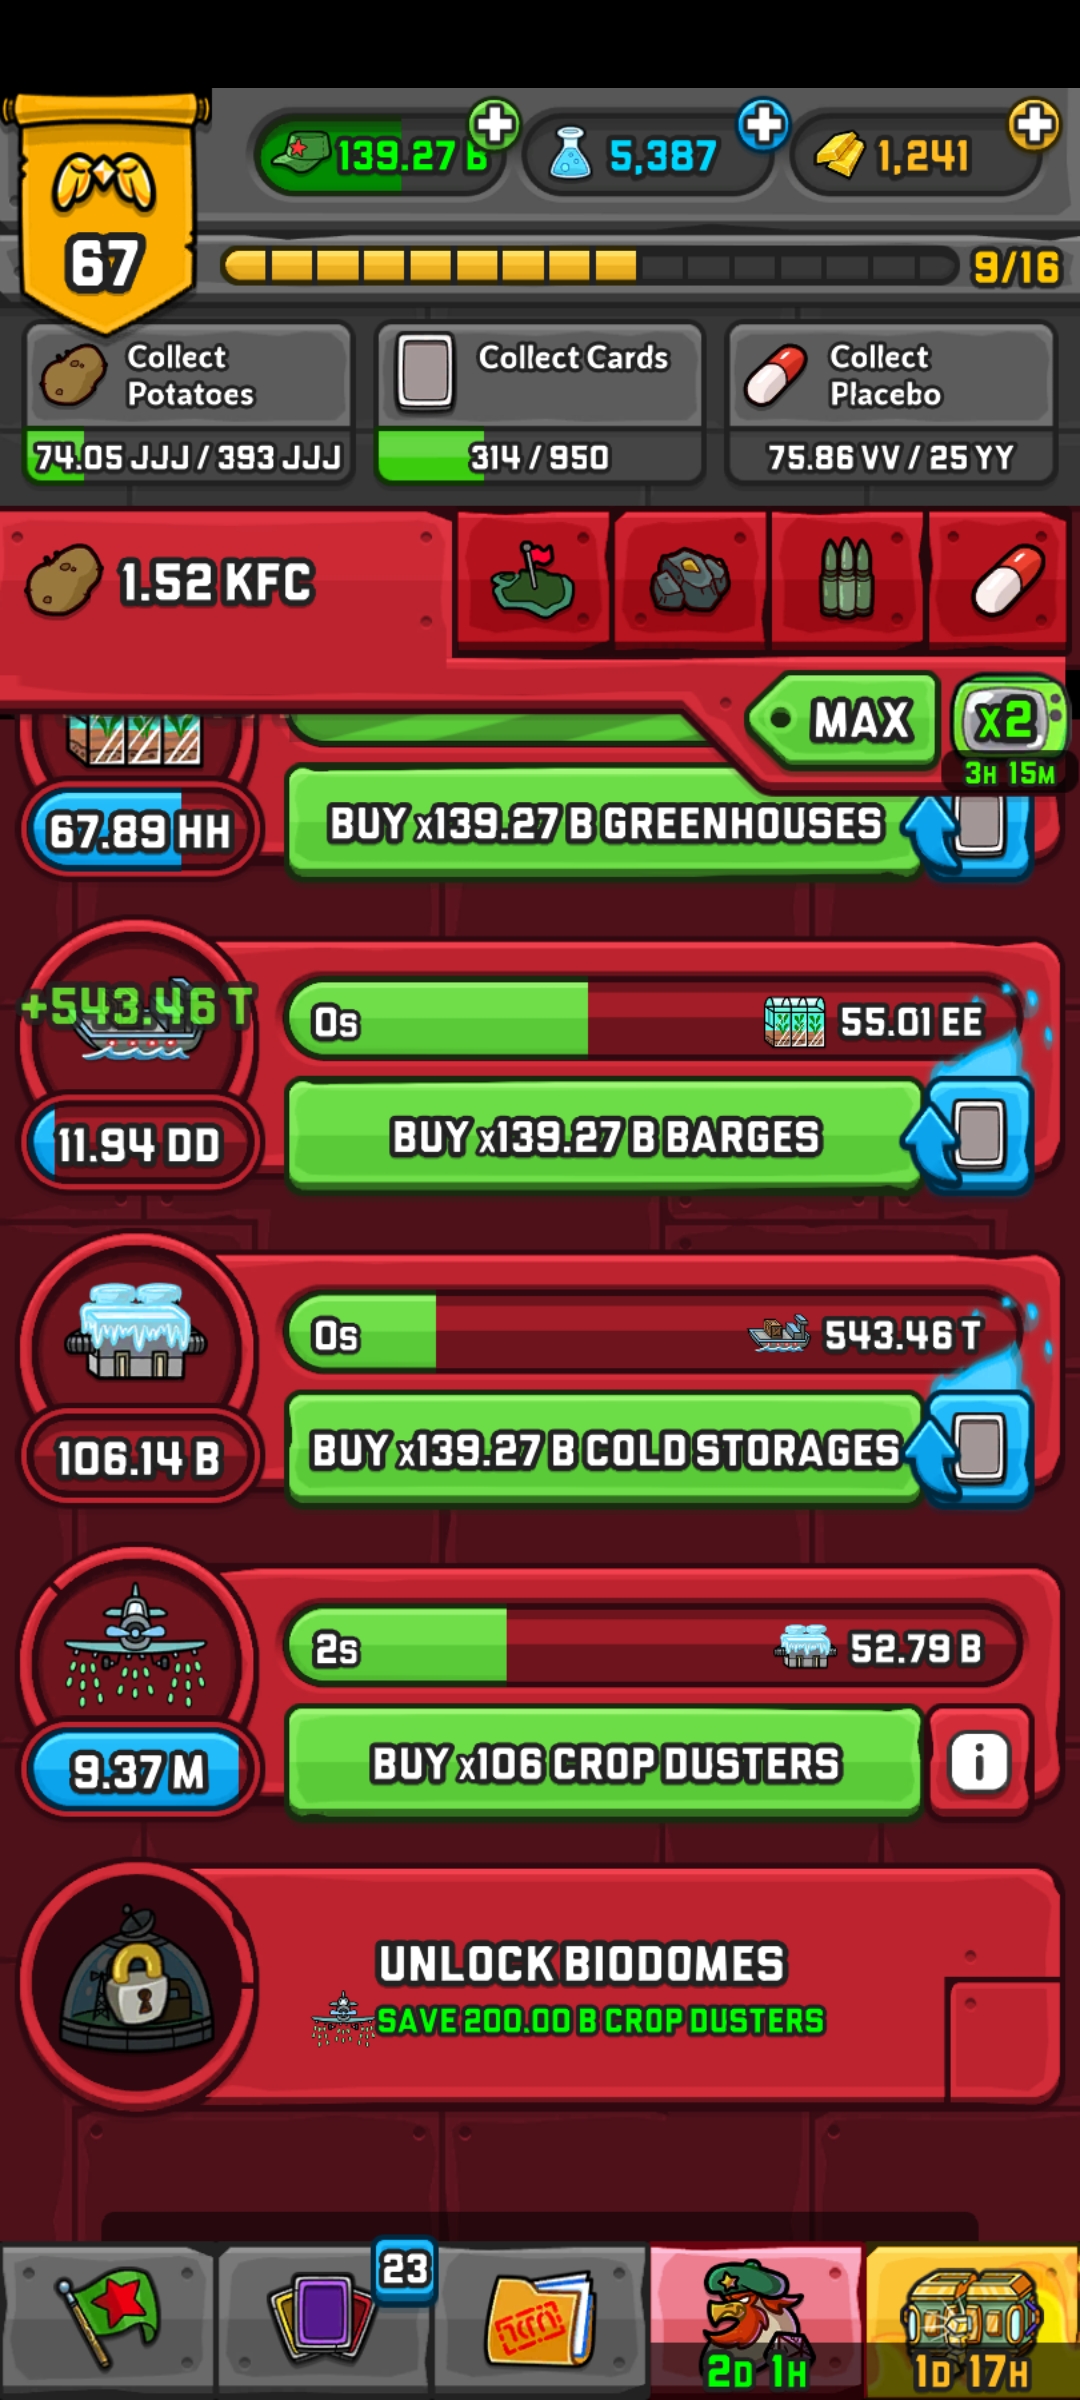 139.27 B
5,387
1,241
67
9/16
Collect
Potatoes
74.05 JJJ / 393 JJJ
Collect Cards
314 / 950
Collect
Placebo
75.86 VV / 25 YY
1.52 KFC
MAX
X2
3H 15M
67.89 HH
BUY x139.27 B GREENHOUSES
+543.46 T
0s
55.01 EE
11.94 DD
BUY x139.27 B BARGES
0s
543.46 T
106.14 B
BUY x139.27 B COLD STORAGES
2s
52.79 B
9.37 M
BUY x106 CROP DUSTERS
i
UNLOCK BIODOMES
SAVE 200.00 B CROP DUSTERS
23
2D 1H
1D 17H